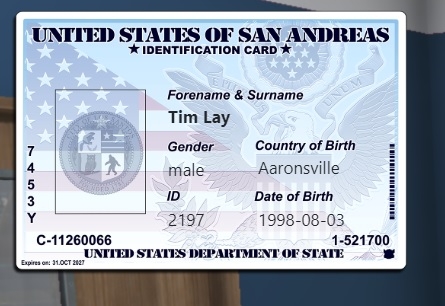 UNITED STATES OF SAN ANDREAS
★ IDENTIFICATION CARD ★
Forename & Surname
Tim Lay
Gender
Country of Birth
male
Aaronsville
ID
Date of Birth
2197
1998-08-03
7
4
5
3
Y
C-11260066
1-521700
UNITED STATES DEPARTMENT OF STATE
Expires on: 31.OCT 2027